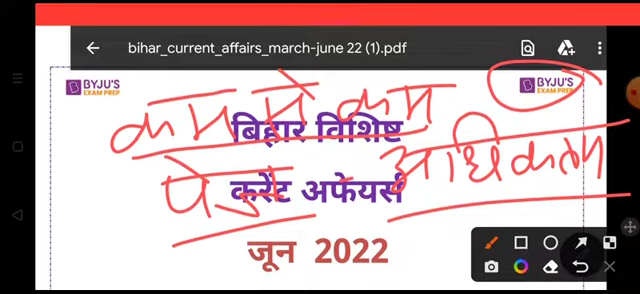 bihar_current_affairs_march-june 22 (1).pdf
BYJU'S
EXAM PREP
BYJU'S
EXAM PREP
कम से कम
बिहार विशिष्ट
पेज - अधिकतम
करेंट अफेयर्स
जून 2022